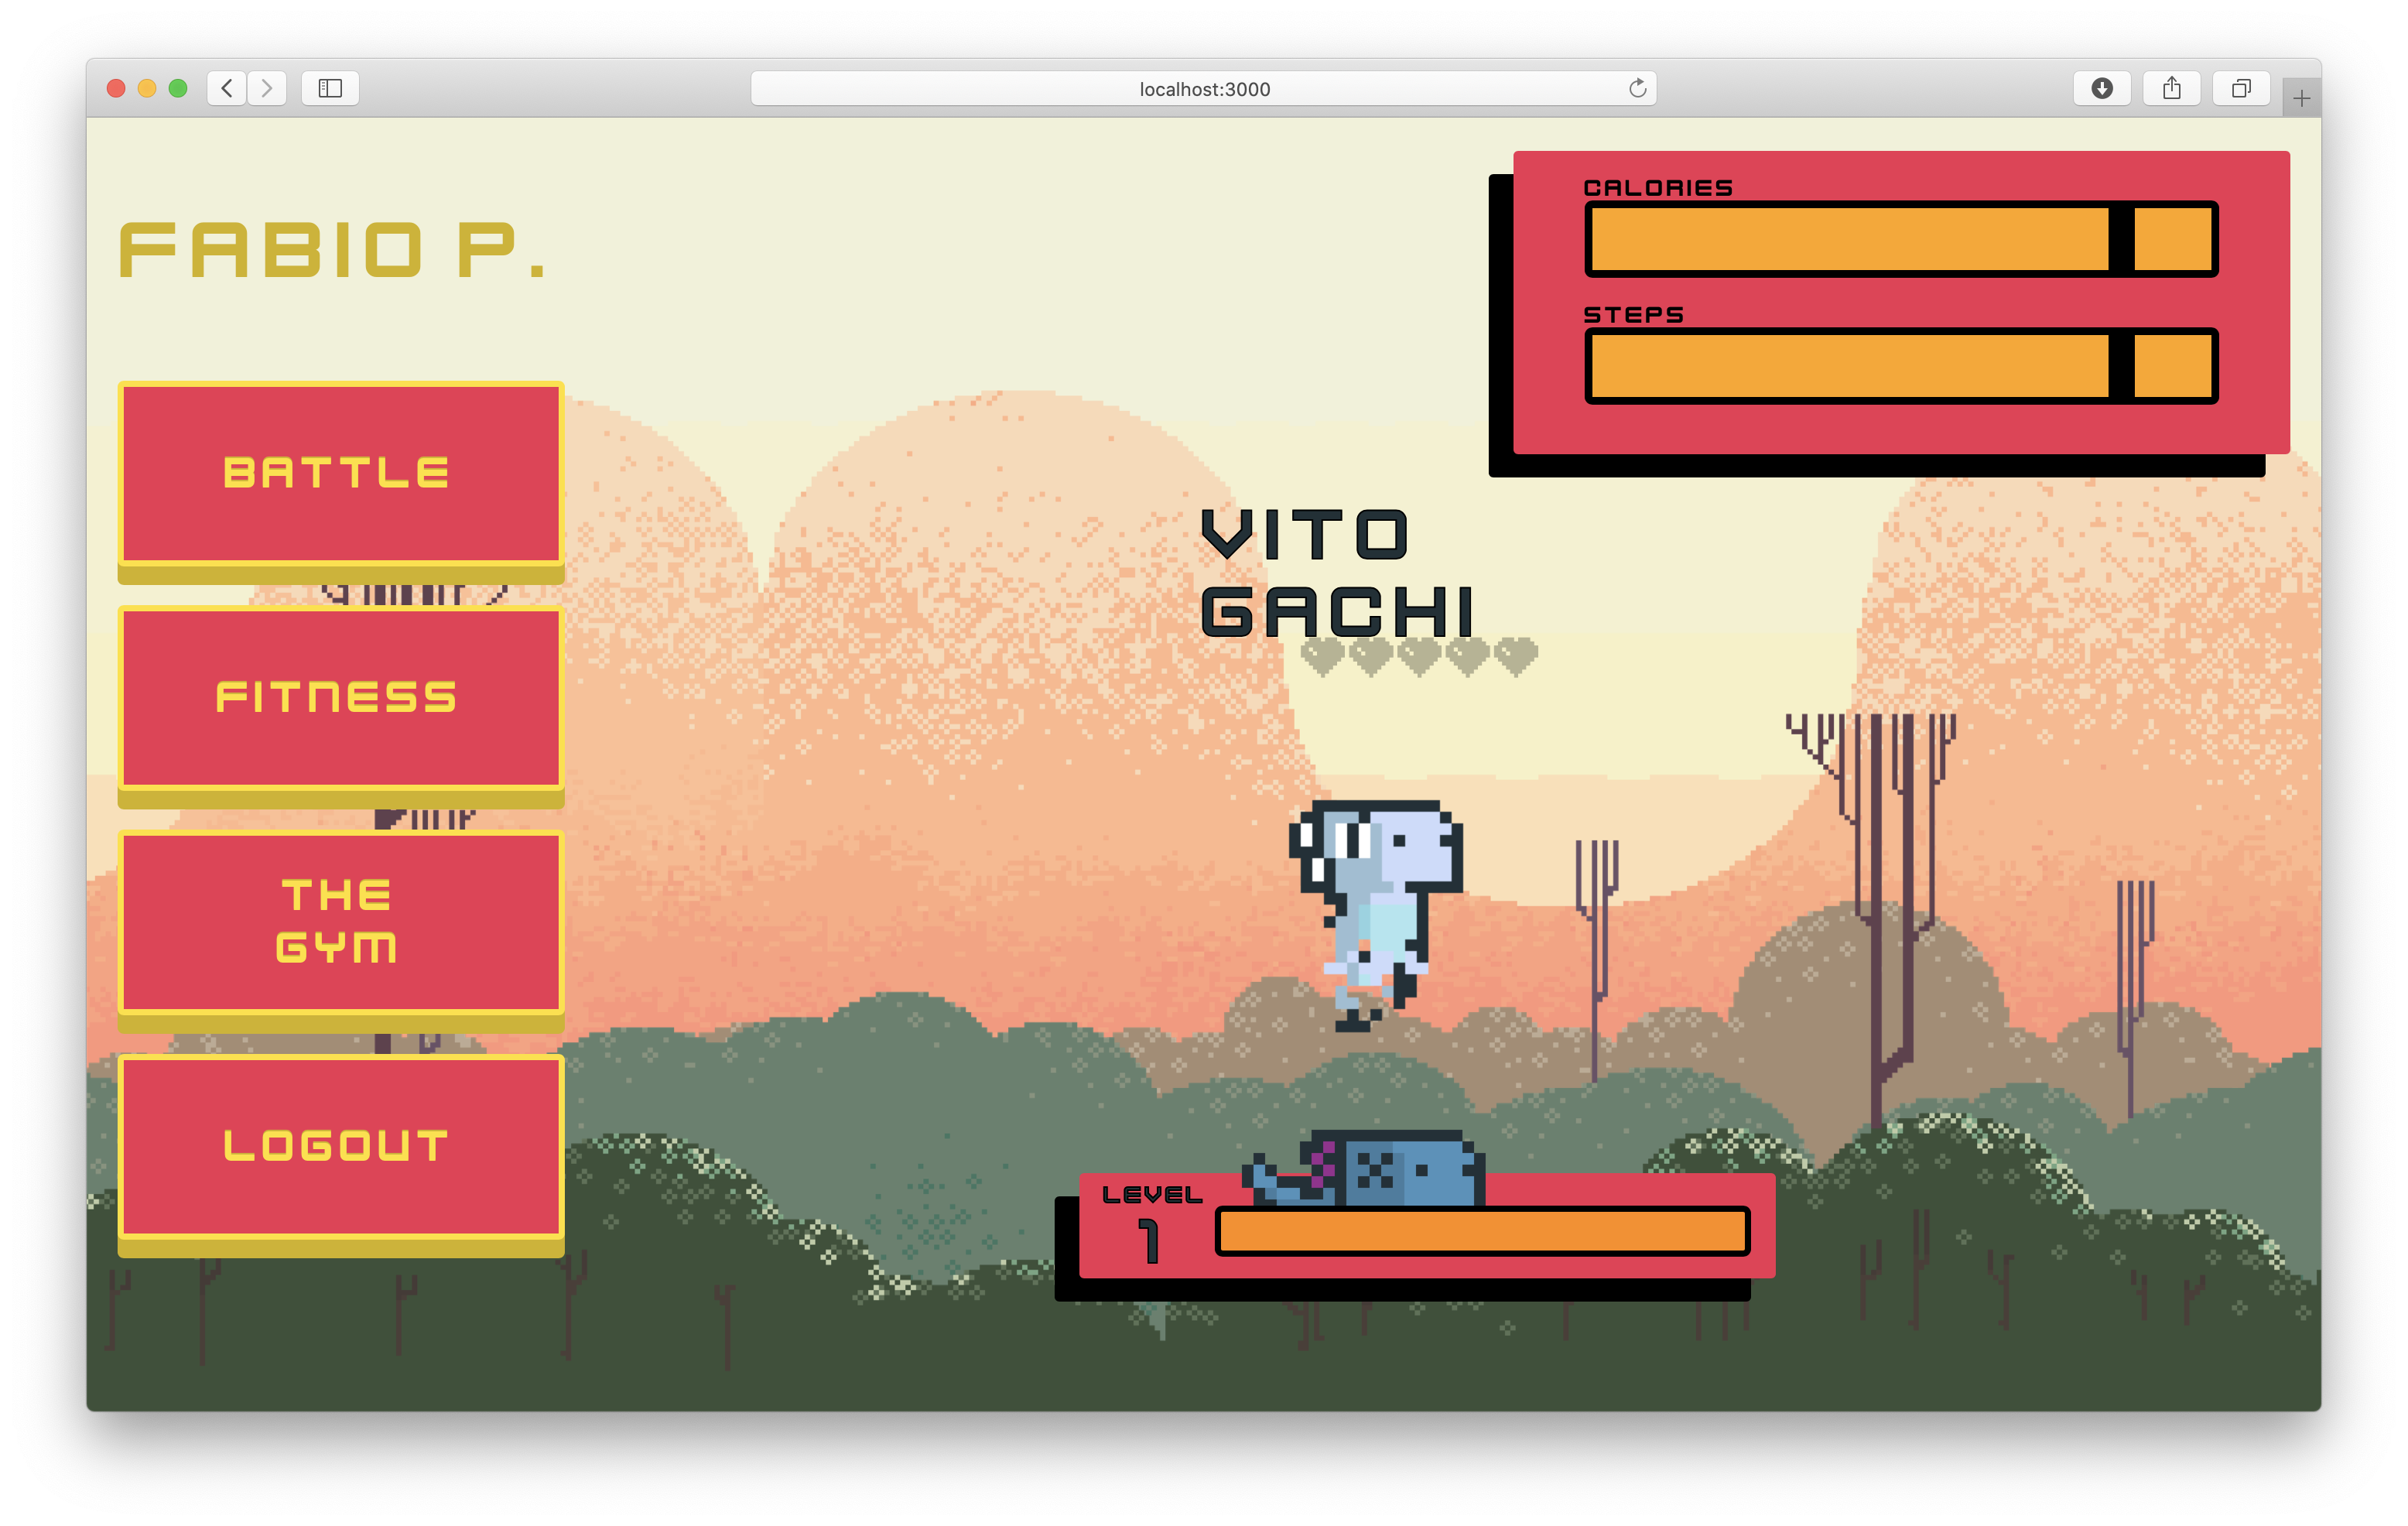 localhost:3000
FABIO P.
CALORIES
STEPS
BATTLE
VITO
GACHI
FITNESS
THE
GYM
LOGOUT
LEVEL
1